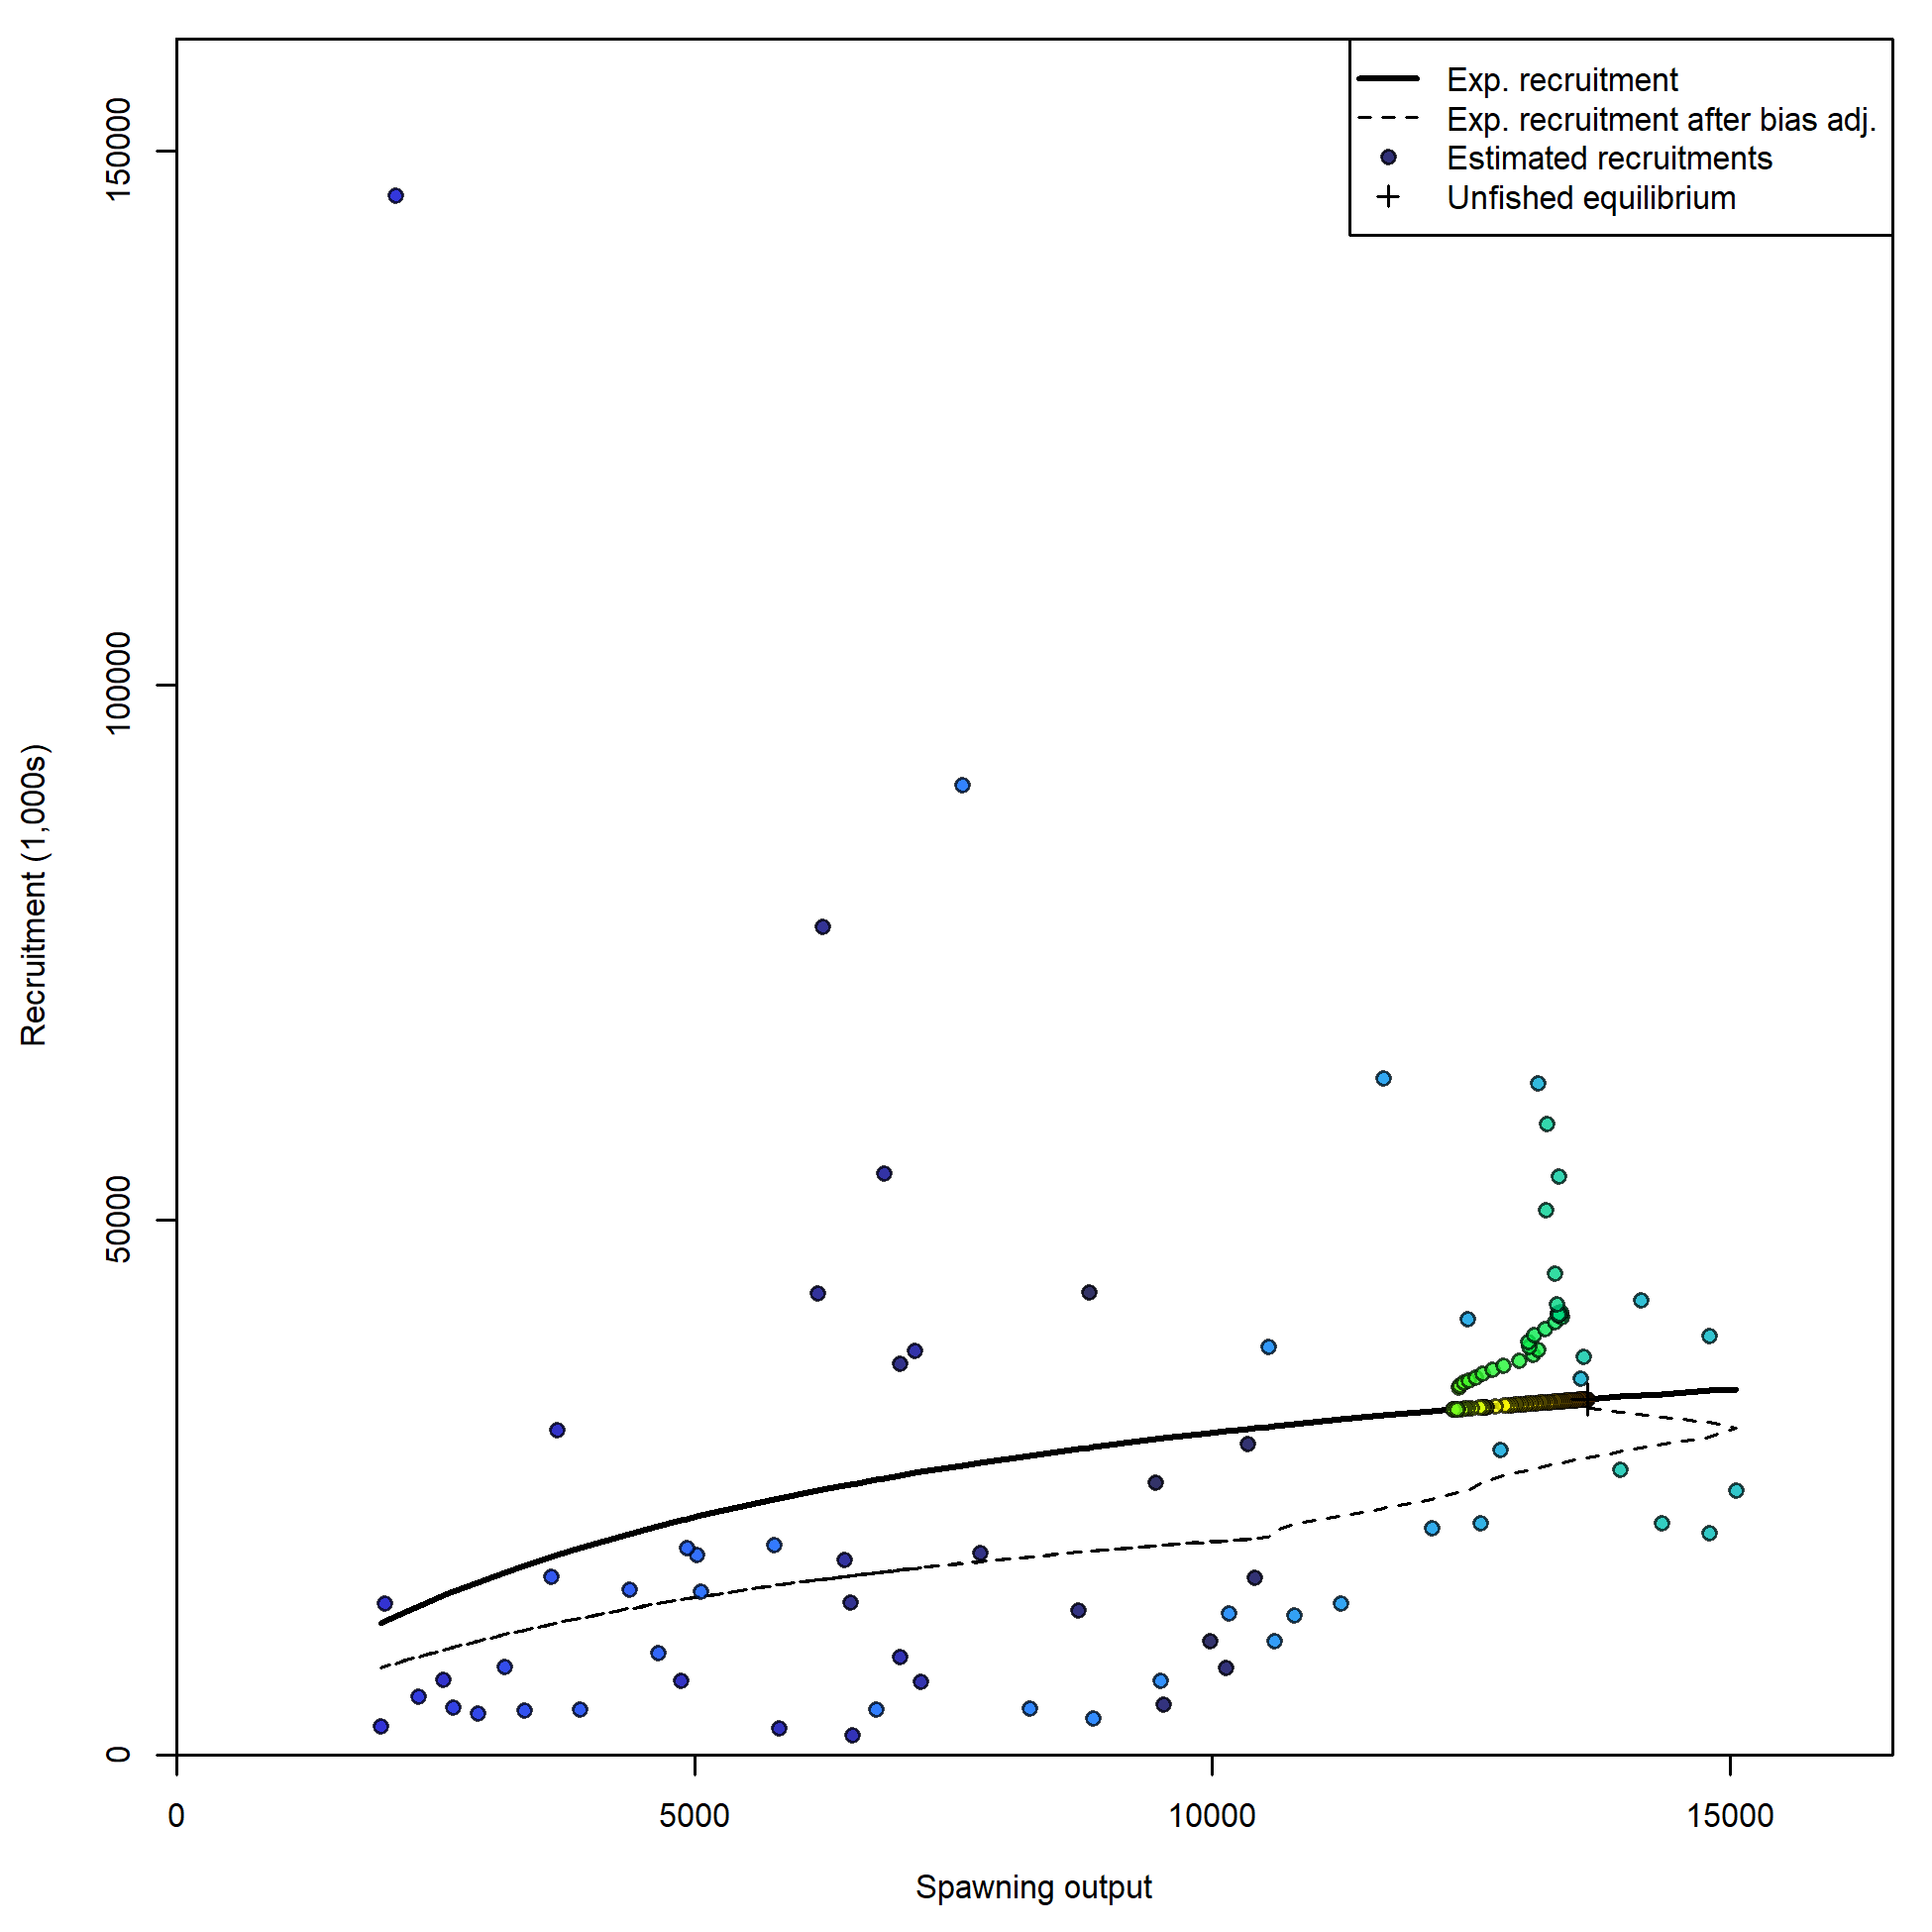 Exp. recruitment
Exp. recruitment after bias adj.
Estimated recruitments
Unfished equilibrium
150000
100000
50000
0
Recruitment (1,000s)
0 5000 10000 15000
Spawning output